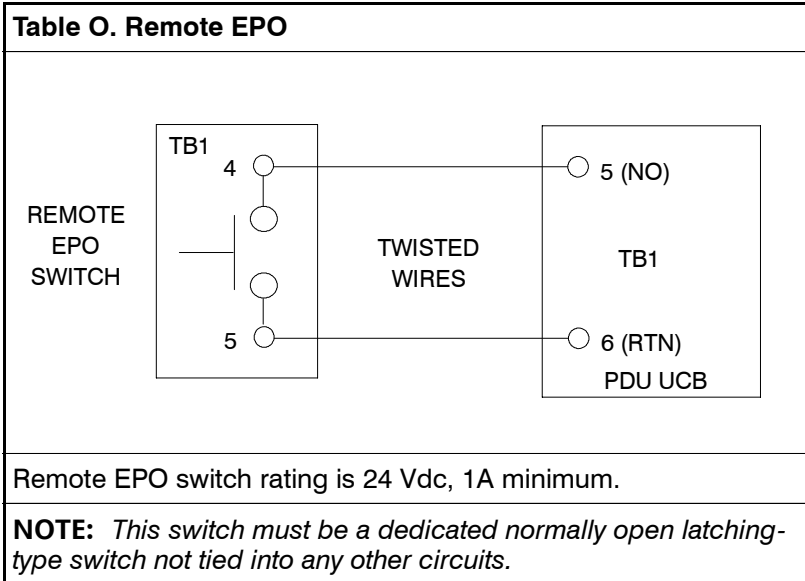 Table O. Remote EPO
TB1
4
5 (NO)
REMOTE
EPO
SWITCH
TWISTED
WIRES
TB1
5
6 (RTN)
PDU UCB
Remote EPO switch rating is 24 Vdc, 1A minimum.
NOTE: This switch must be a dedicated normally open latching-
type switch not tied into any other circuits.